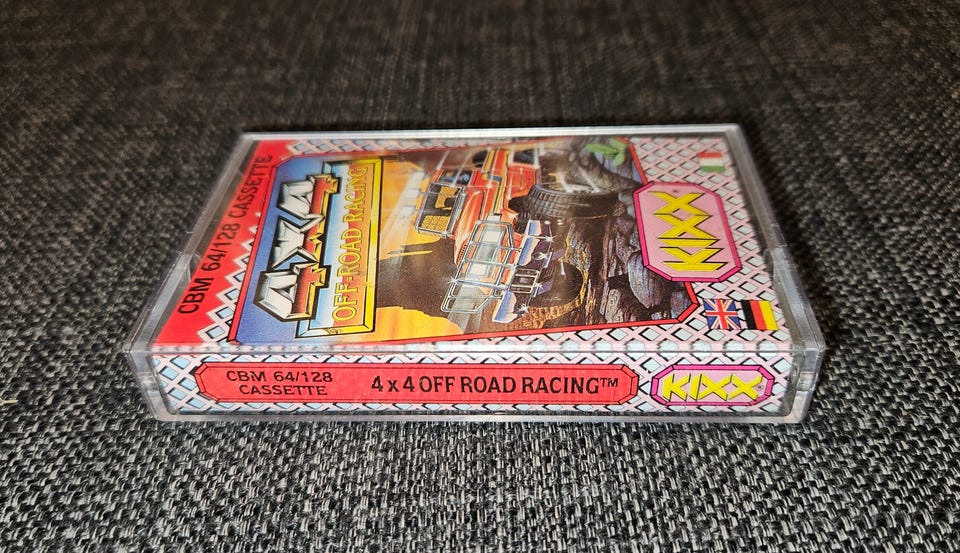 CBM 64/128 CASSETTE
4x4
OFF-ROAD RACING
KIXX
CBM 64/128
CASSETTE
4 x 4 OFF ROAD RACING™
KIXX